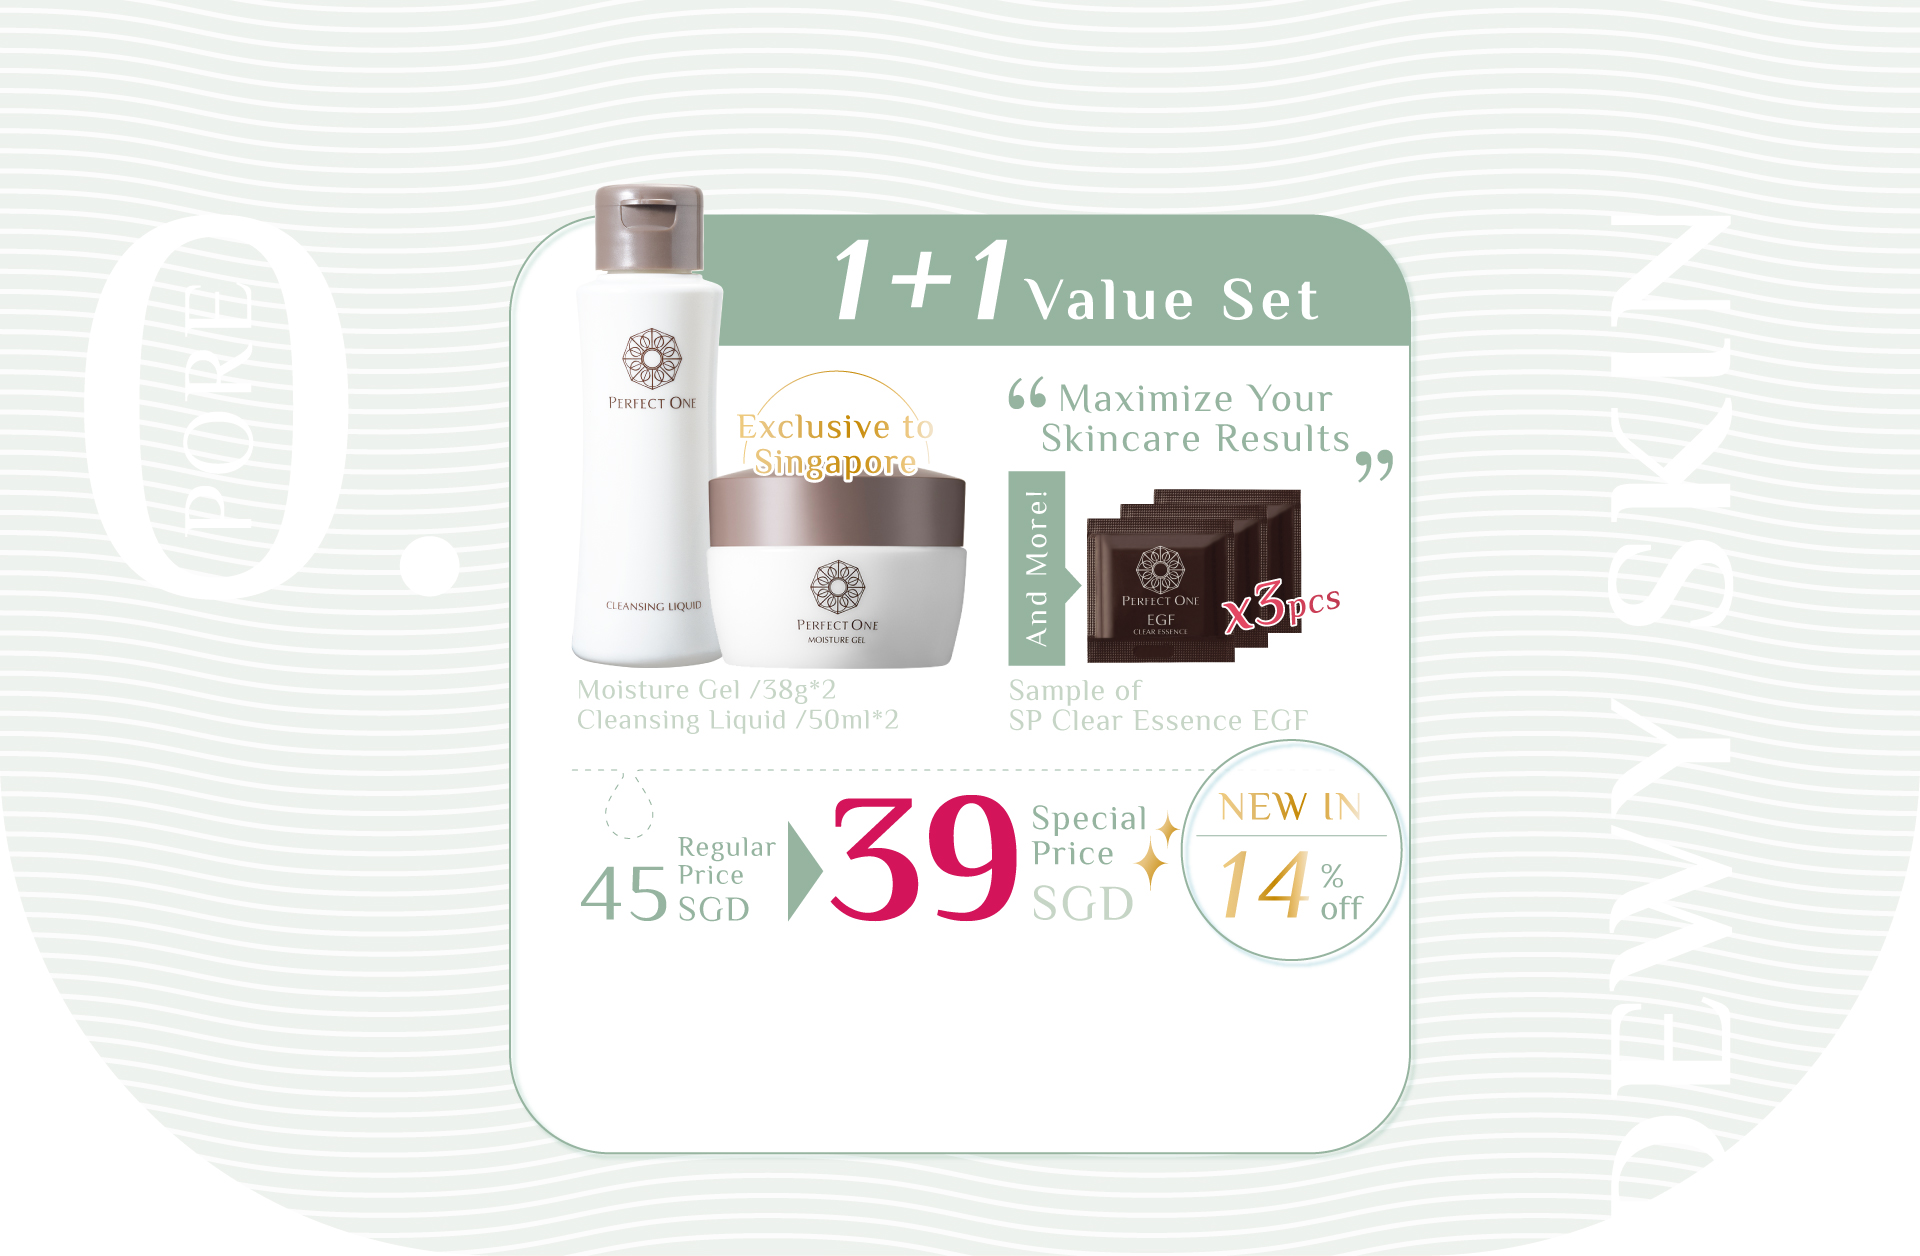 0.
PORE
DEWY SKIN
1+1 Value Set
PERFECT ONE
CLEANSING LIQUID
Exclusive to
Singapore
PERFECT ONE
MOISTURE GEL
“ Maximize Your
Skincare Results ”
And More!
PERFECT ONE
EGF
CLEAR ESSENCE
x3pcs
Moisture Gel /38g*2
Cleansing Liquid /50ml*2
Sample of
SP Clear Essence EGF
45 Regular
Price
SGD
39 Special
Price
SGD
NEW IN
14 %
off